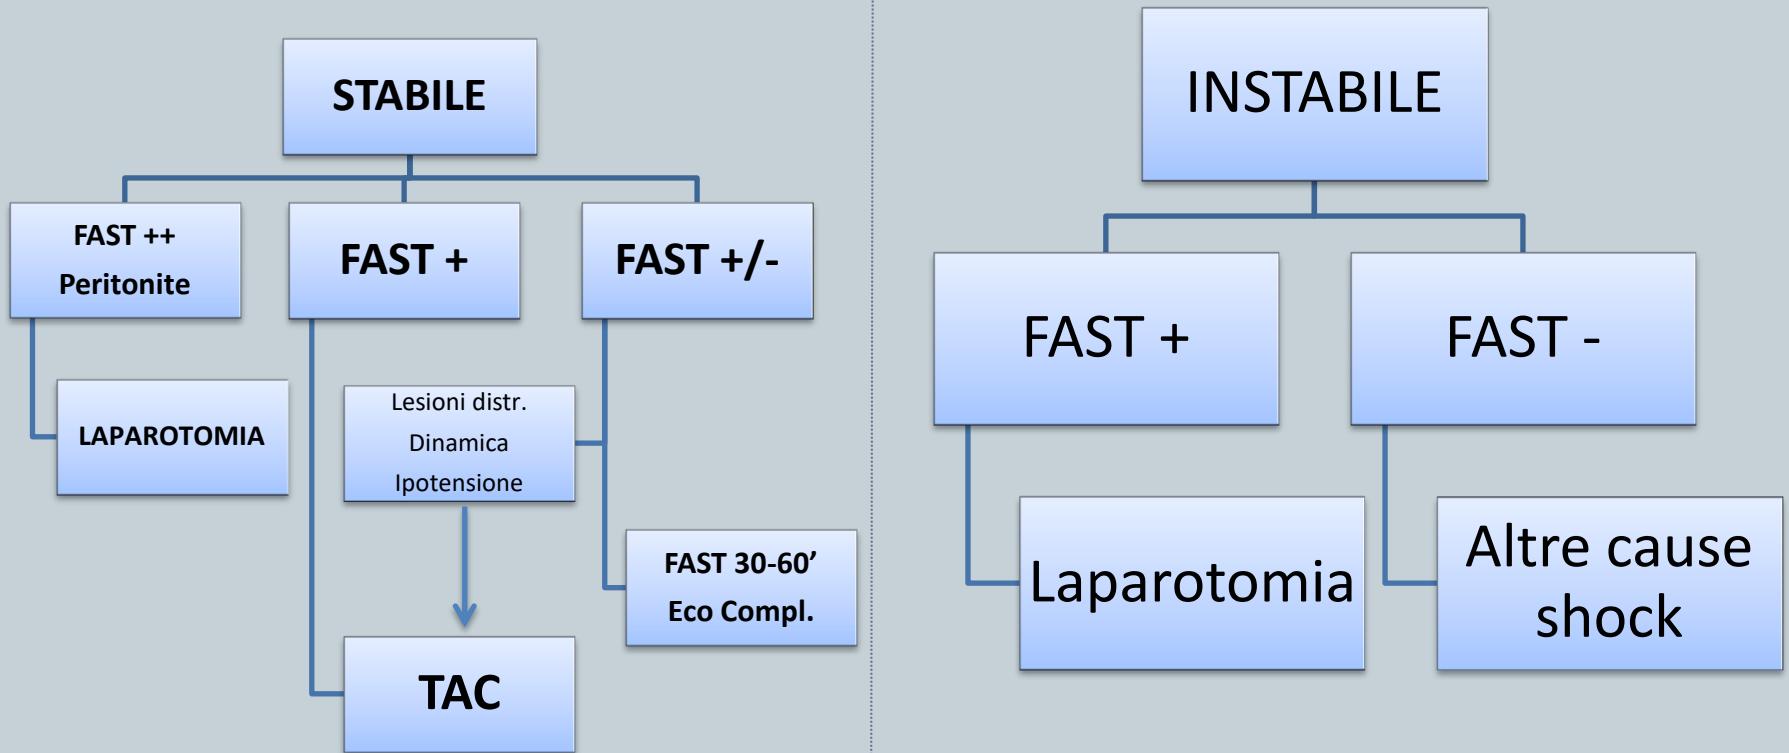 STABILE
FAST ++
Peritonite
FAST +
FAST +/-
LAPAROTOMIA
Lesioni distr.
Dinamica
Ipotensione
FAST 30-60’
Eco Compl.
TAC
INSTABILE
FAST +
FAST -
Laparotomia
Altre cause
shock